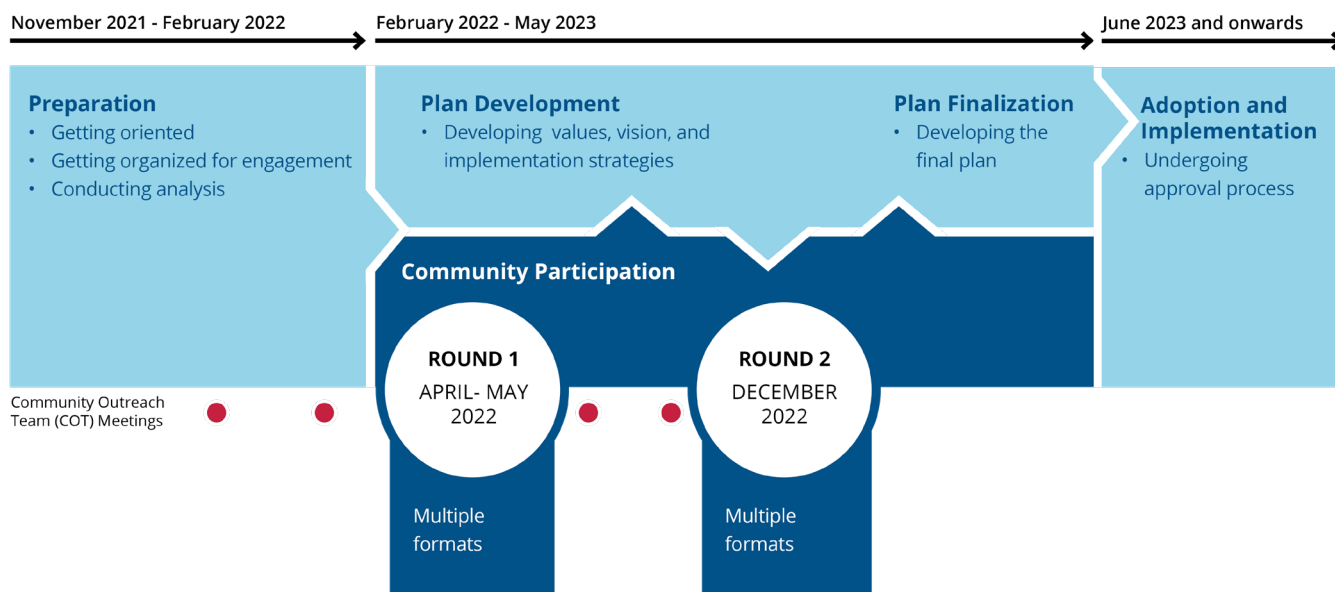 November 2021 - February 2022
February 2022 - May 2023
June 2023 and onwards
Preparation
• Getting oriented
• Getting organized for engagement
• Conducting analysis
Plan Development
• Developing values, vision, and
implementation strategies
Plan Finalization
• Developing the
final plan
Adoption and
Implementation
• Undergoing
approval process
Community Participation
ROUND 1
APRIL- MAY
2022
ROUND 2
DECEMBER
2022
Community Outreach
Team (COT) Meetings
Multiple
formats
Multiple
formats